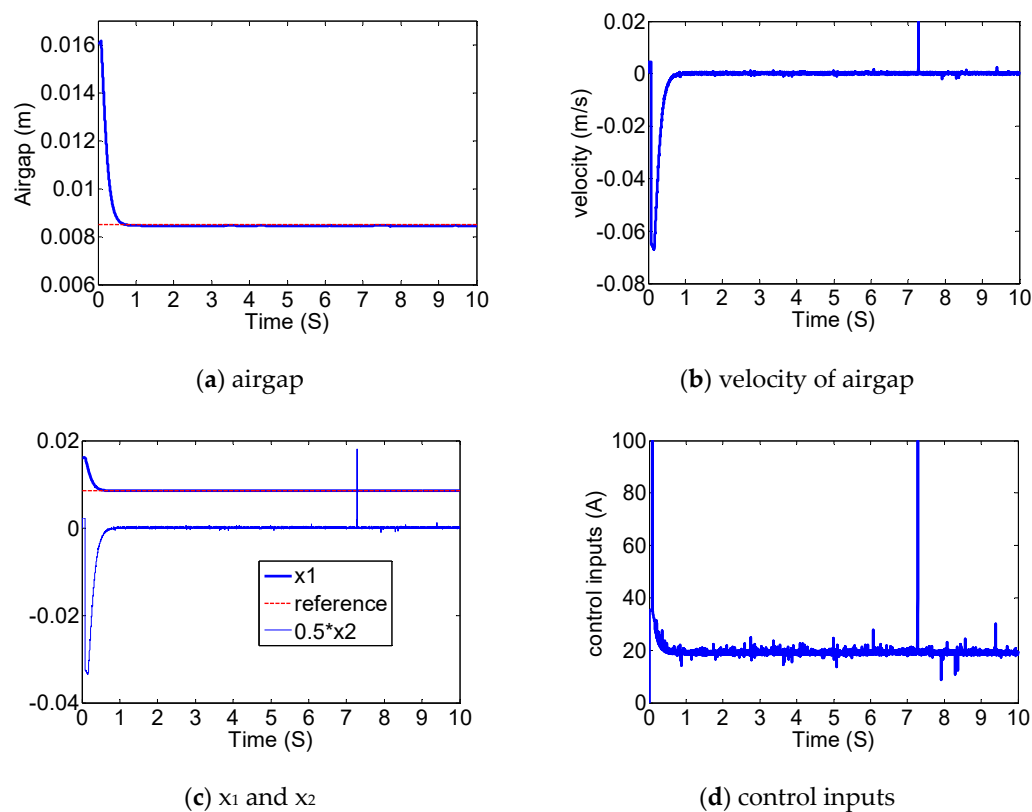 0.016
0.014
0.012
0.01
0.008
0.006
Airgap (m)
0 1 2 3 4 5 6 7 8 9 10
Time (S)
(a) airgap
0.02
0
-0.02
-0.04
-0.06
-0.08
velocity (m/s)
0 1 2 3 4 5 6 7 8 9 10
Time (S)
(b) velocity of airgap
0.02
0
-0.02
-0.04
x1
reference
0.5*x2
0 1 2 3 4 5 6 7 8 9 10
Time (S)
(c) x1 and x2
100
80
60
40
20
0
control inputs (A)
0 1 2 3 4 5 6 7 8 9 10
Time (S)
(d) control inputs